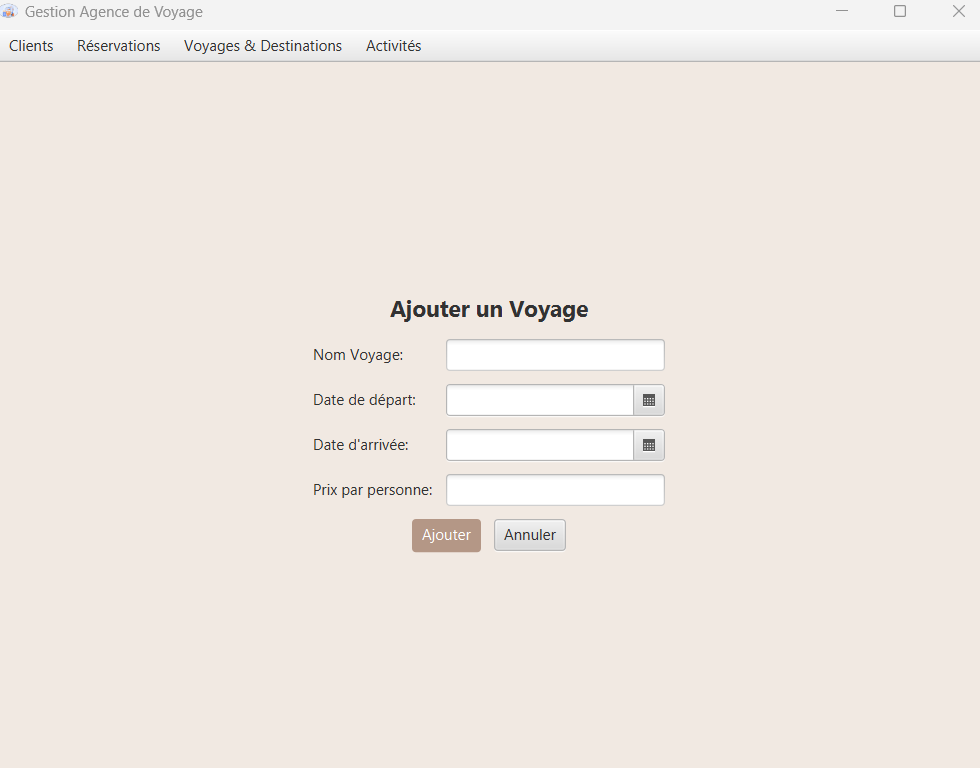 Gestion Agence de Voyage
Clients Réservations Voyages & Destinations Activités
Ajouter un Voyage
Nom Voyage:
Date de départ:
Date d'arrivée:
Prix par personne:
Ajouter Annuler